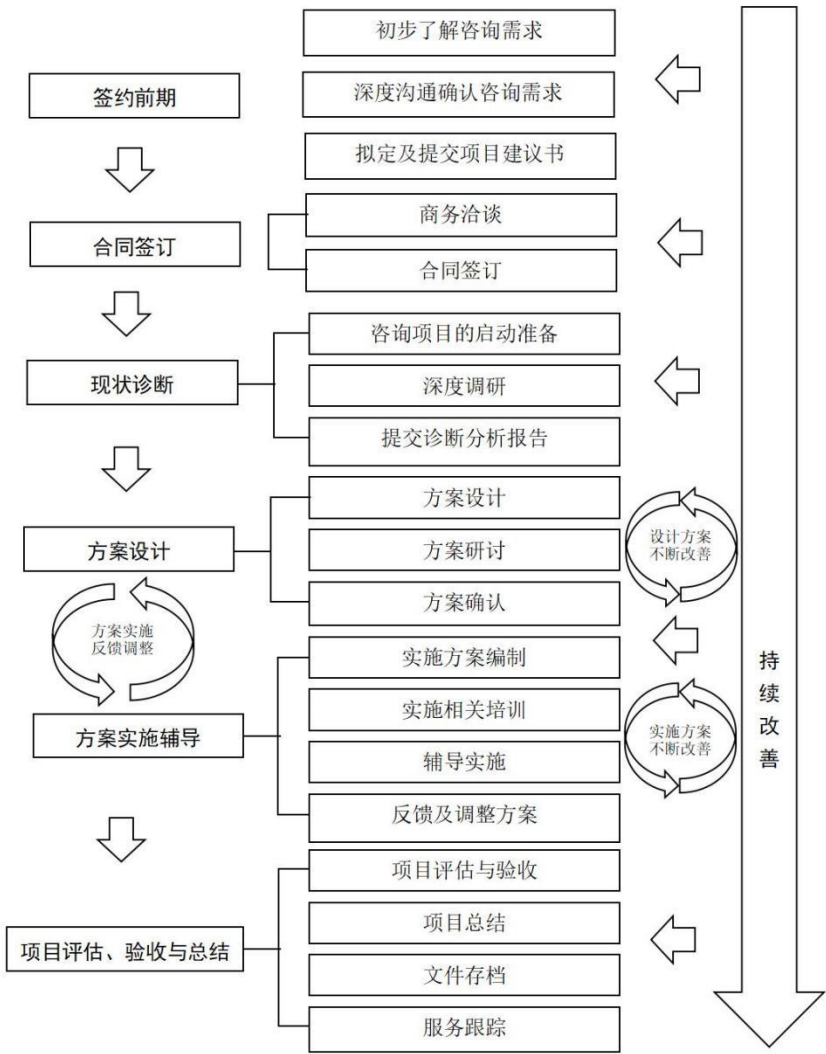 初步了解咨询需求
签约前期
深度沟通确认咨询需求
拟定及提交项目建议书
商务洽谈
合同签订
合同签订
咨询项目的启动准备
现状诊断
深度调研
提交诊断分析报告
方案设计
方案设计
方案研讨
方案确认
设计方案
不断改善
方案实施
反馈调整
实施方案编制
实施相关培训
方案实施辅导
辅导实施
反馈及调整方案
实施方案
不断改善
持续改善
项目评估与验收
项目评估、验收与总结
项目总结
文件存档
服务跟踪